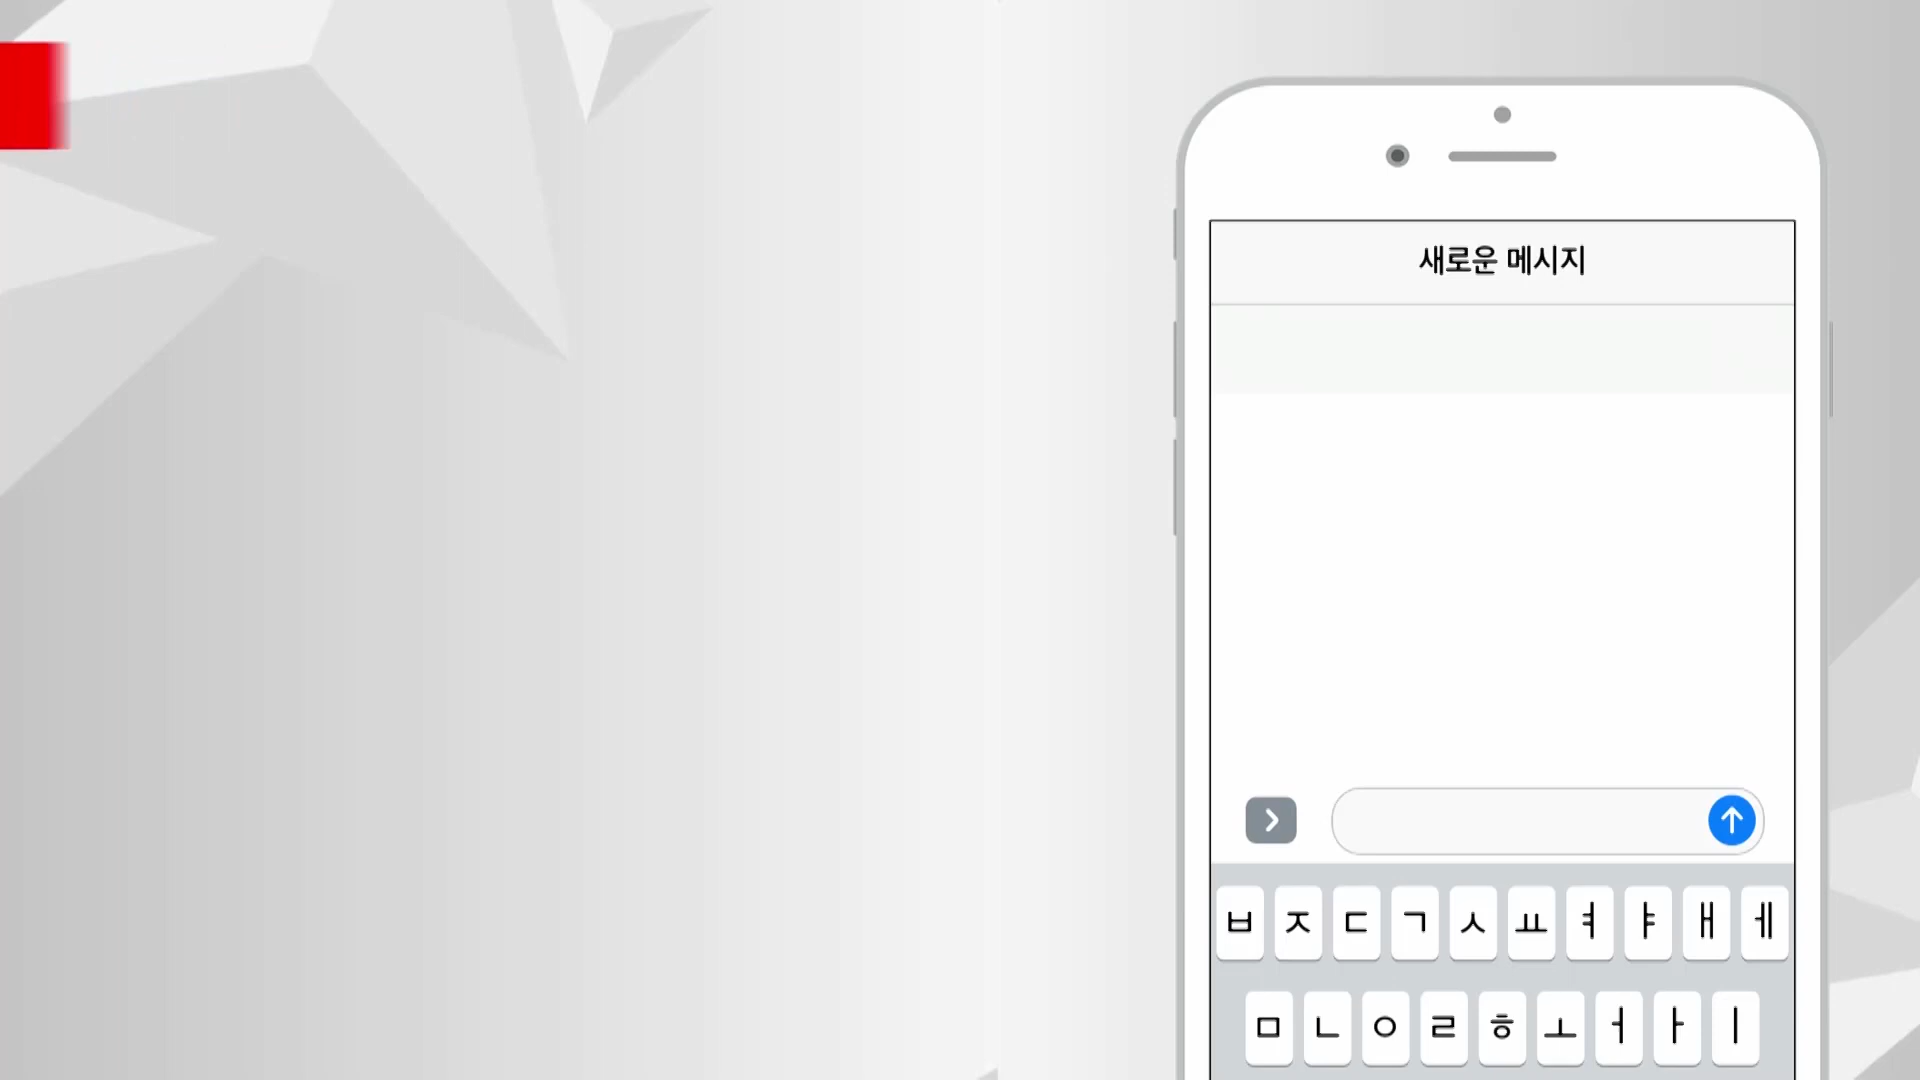 새로운 메시지
ㅂ ㅈ ㄷ ㄱ ㅅ ㅛ ㅕ ㅑ ㅐ ㅔ
ㅁ ㄴ ㅇ ㄹ ㅎ ㅗ ㅓ ㅏ ㅣ